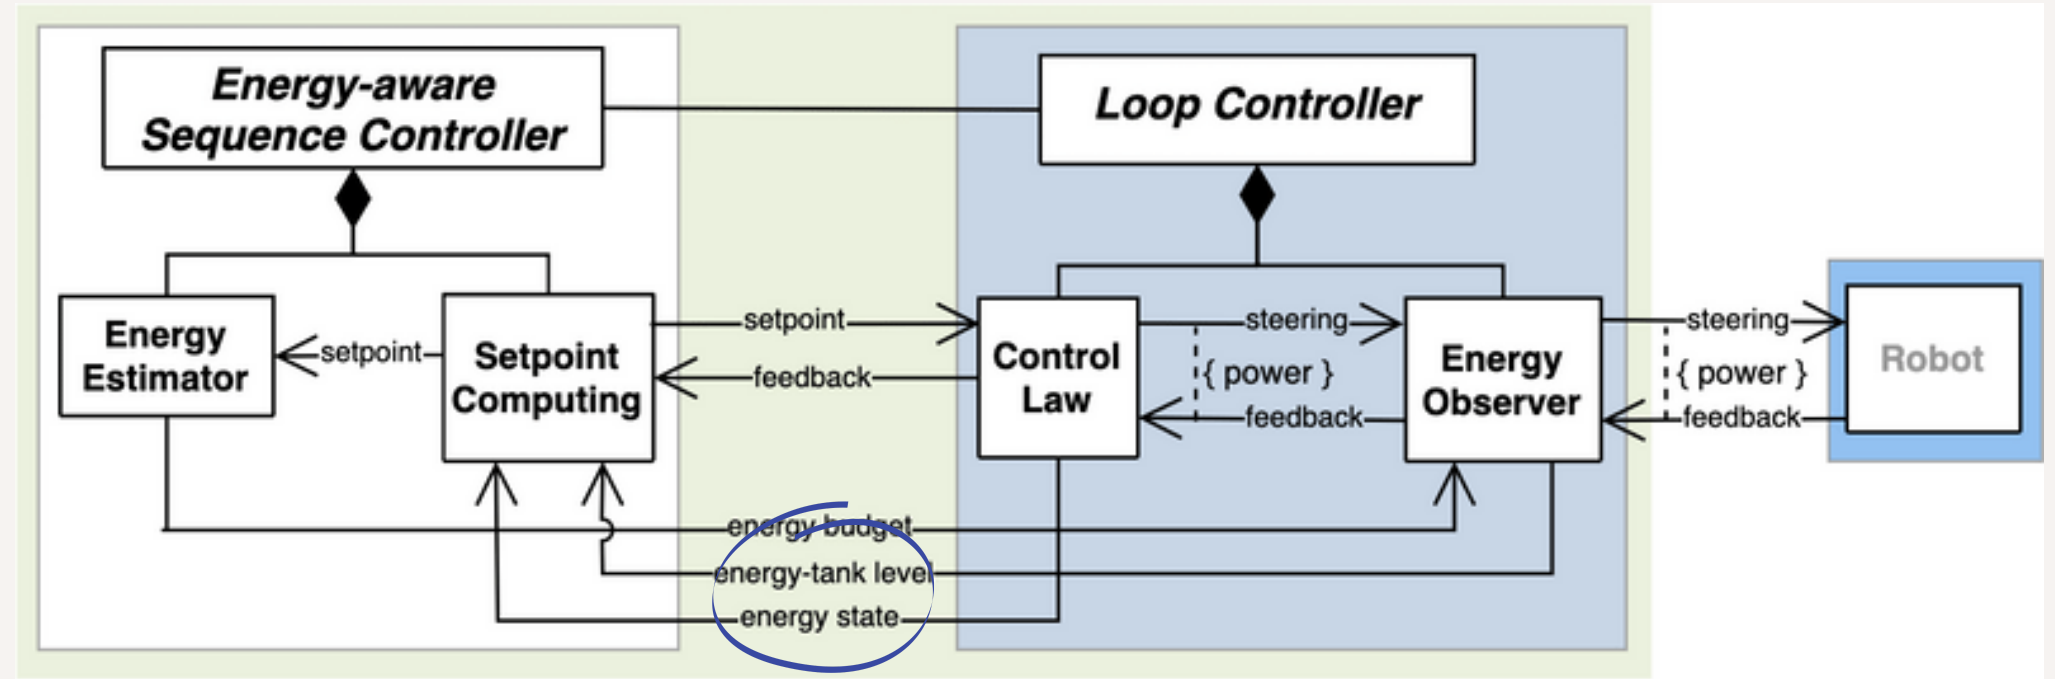 Energy-aware
Sequence Controller
Loop Controller
Energy
Estimator
setpoint
Setpoint
Computing
setpoint
feedback
Control
Law
steering
{ power }
feedback
Energy
Observer
steering
{ power }
feedback
Robot
energy budget
energy-tank level
energy state